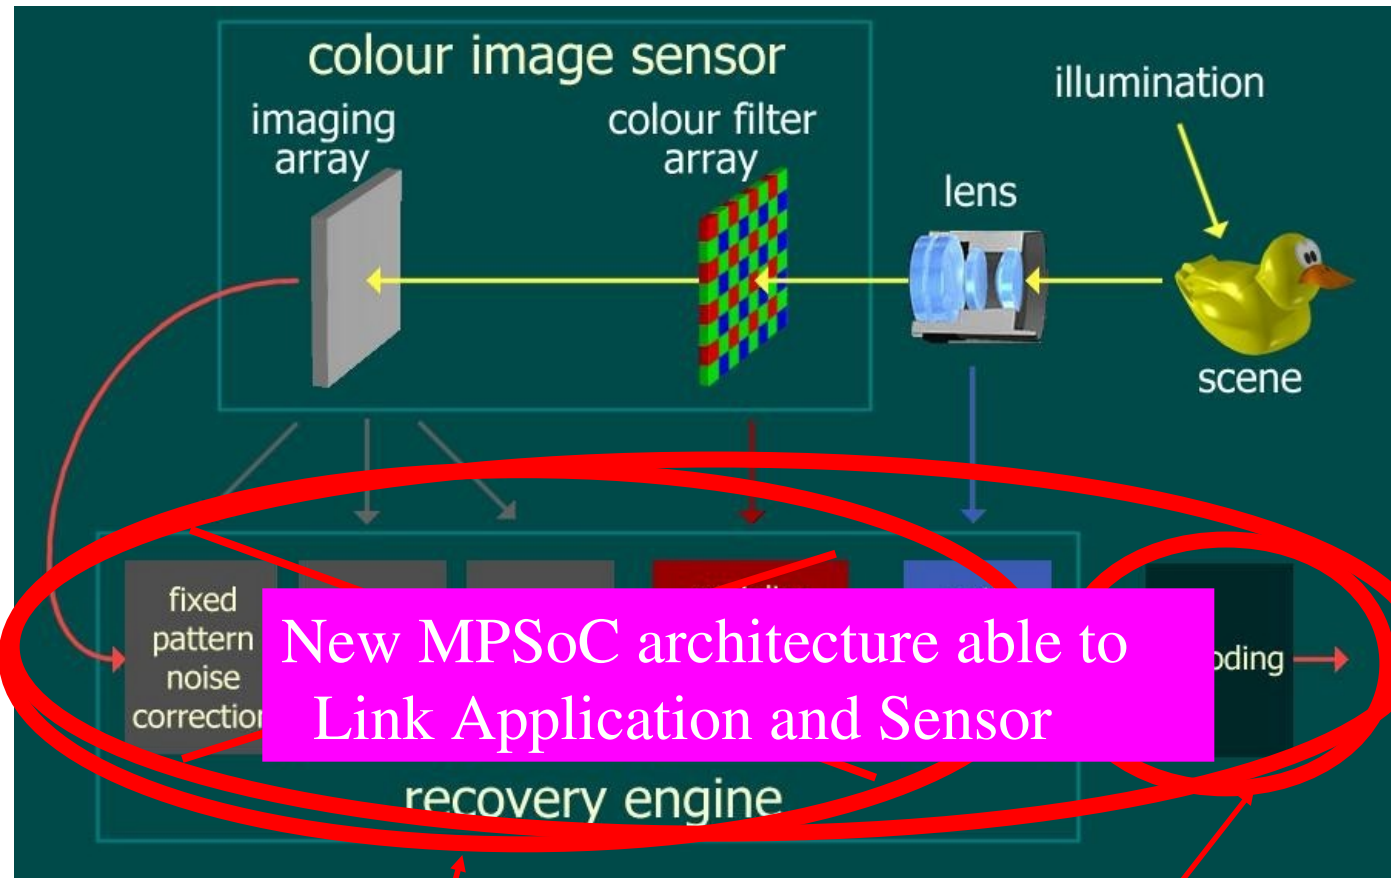 colour image sensor
illumination
imaging
array
colour filter
array
lens
scene
fixed
pattern
noise
New MPSoC architecture able to
Link Application and Sensor
recovery engine